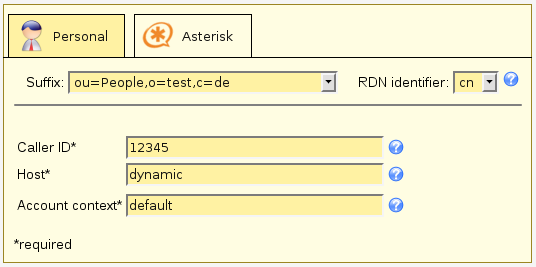 Personal
Asterisk
Suffix: ou=People,o=test,c=de RDN identifier: cn
Caller ID* 12345
Host* dynamic
Account context* default
*required